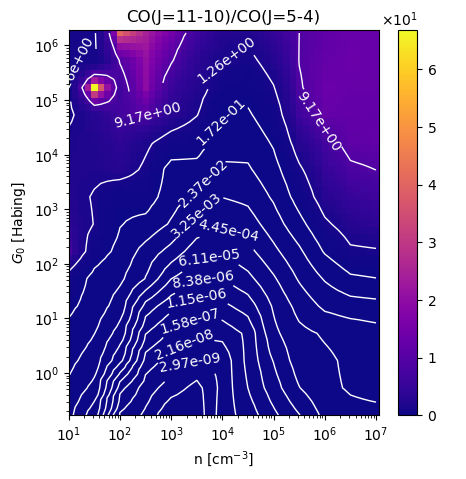 CO(J=11-10)/CO(J=5-4)
×10¹
10⁶
10⁵
10⁴
10³
10²
10¹
10⁰
G₀ [Habing]
1.26e+00
9.17e+00
9.17e+00
1.72e-01
2.37e-02
3.25e-03
4.45e-04
6.11e-05
8.38e-06
1.15e-06
1.58e-07
2.16e-08
2.97e-09
10¹ 10² 10³ 10⁴ 10⁵ 10⁶ 10⁷
n [cm⁻³]
6
5
4
3
2
1
0